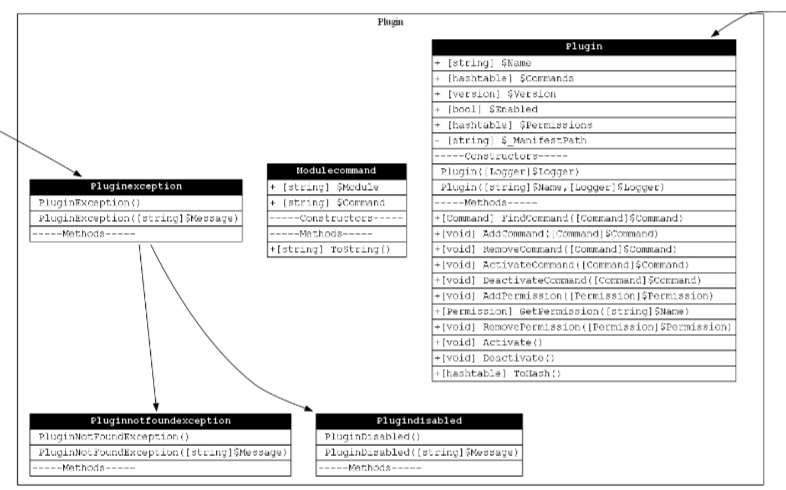 Plugin
Plugin
+ [string] $Name
+ [hashtable] $Commands
+ [version] $Version
+ [bool] $Enabled
+ [hashtable] $Permissions
- [string] $_ManifestPath
-----Constructors-----
Plugin([Logger]$Logger)
Plugin([string]$Name,[Logger]$Logger)
-----Methods-----
+[Command] FindCommand([Command]$Command)
+[void] AddCommand([Command]$Command)
+[void] RemoveCommand([Command]$Command)
+[void] ActivateCommand([Command]$Command)
+[void] DeactivateCommand([Command]$Command)
+[void] AddPermission([Permission]$Permission)
+[Permission] GetPermission([string]$Name)
+[void] RemovePermission([Permission]$Permission)
+[void] Activate()
+[void] Deactivate()
+[hashtable] ToHash()
Modulecommand
+ [string] $Module
+ [string] $Command
-----Constructors-----
-----Methods-----
+[string] ToString()
Pluginexception
PluginException()
PluginException([string]$Message)
-----Methods-----
Pluginnotfoundexception
PluginNotFoundException()
PluginNotFoundException([string]$Message)
-----Methods-----
Plugindisabled
PluginDisabled()
PluginDisabled([string]$Message)
-----Methods-----